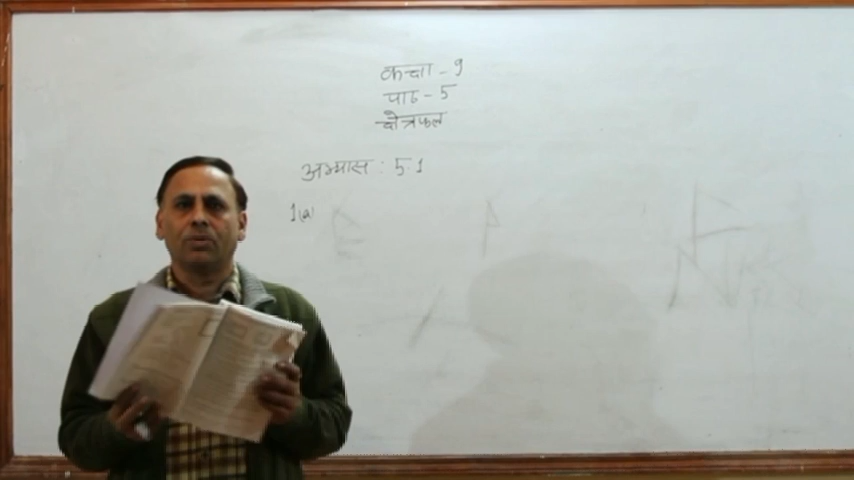 कक्षा - 9
पाठ - 5
क्षेत्रफल
अभ्यास : 5.1
1(a)